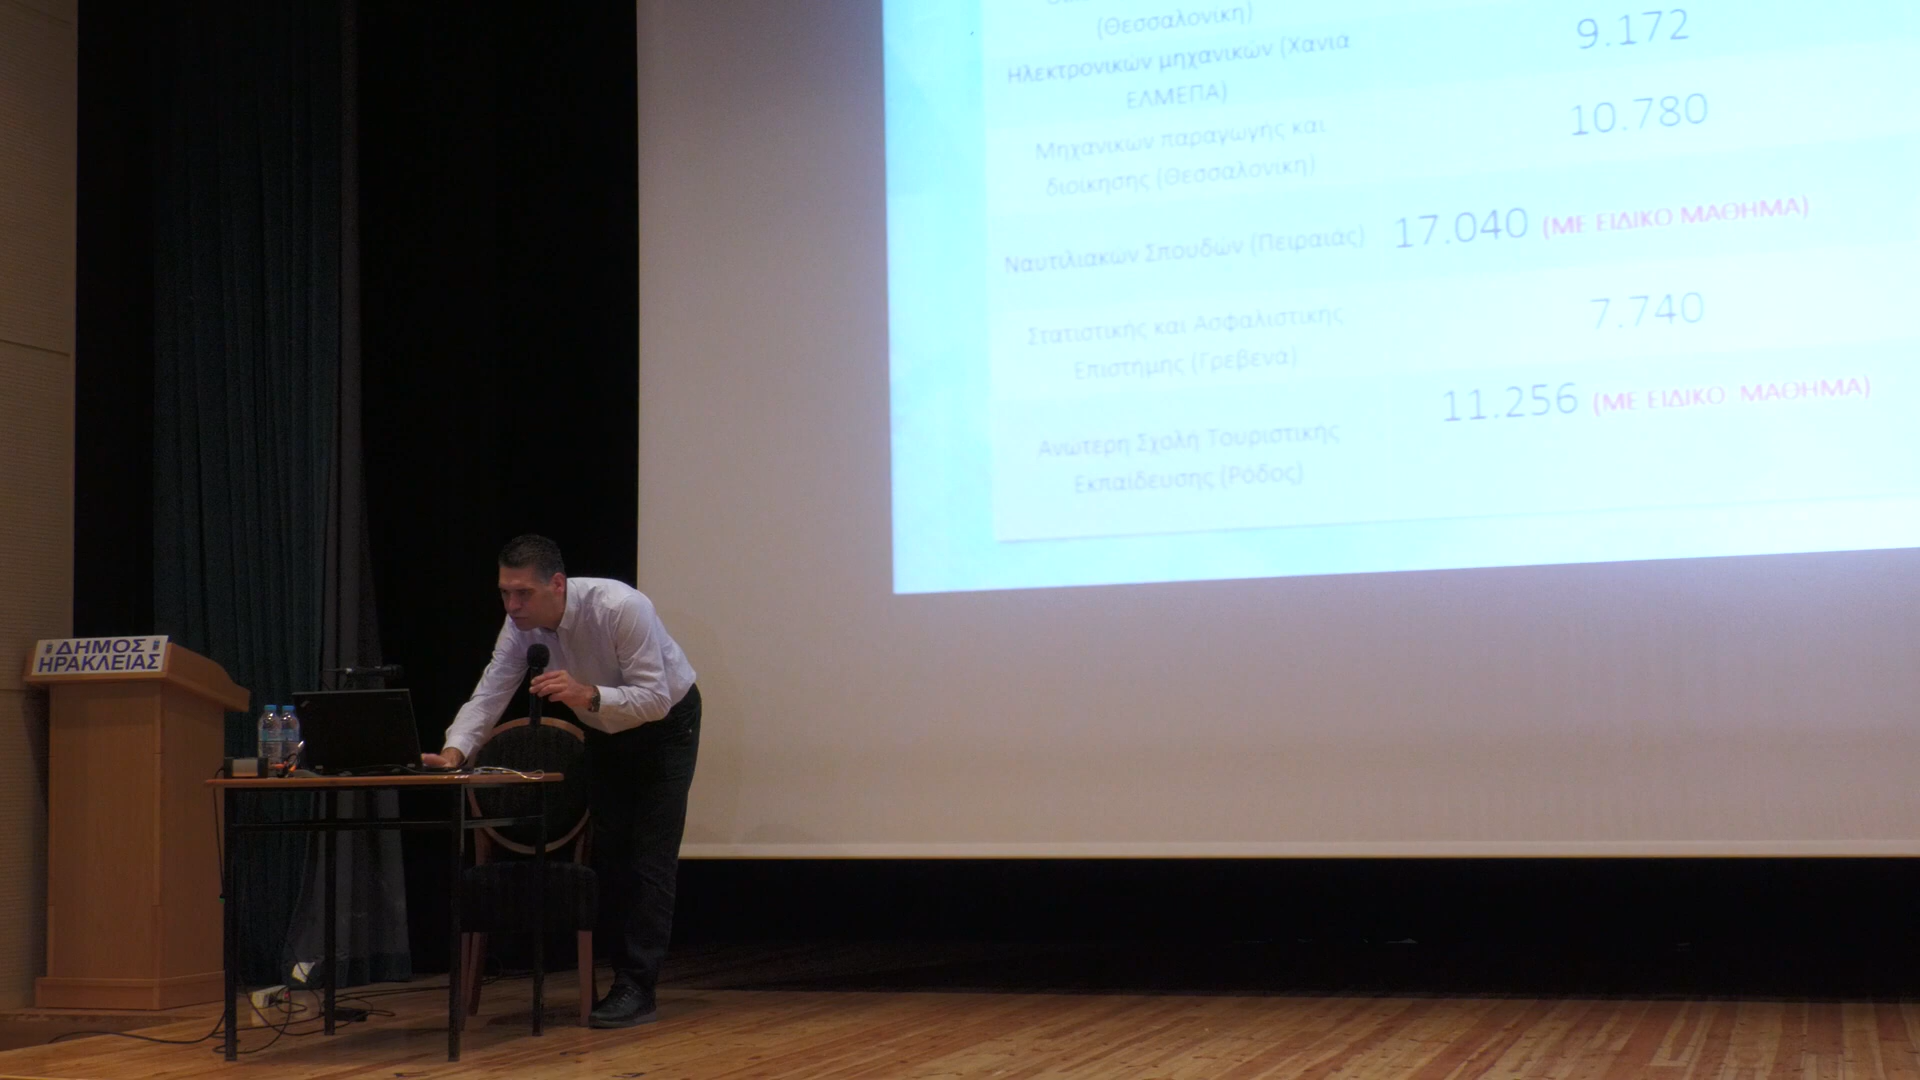 (Θεσσαλονίκη)
Ηλεκτρονικών μηχανικών (Χανιά
ΕΛΜΕΠΑ)
9.172
Μηχανικών παραγωγής και
διοίκησης (Θεσσαλονίκη)
10.780
Ναυτιλιακών Σπουδών (Πειραιάς)
17.040 (ΜΕ ΕΙΔΙΚΟ ΜΑΘΗΜΑ)
Στατιστικής και Ασφαλιστικής
Επιστήμης (Γρεβενά)
7.740
Ανώτερη Σχολή Τουριστικής
Εκπαίδευσης (Ρόδος)
11.256 (ΜΕ ΕΙΔΙΚΟ ΜΑΘΗΜΑ)
ΔΗΜΟΣ
ΗΡΑΚΛΕΙΑΣ